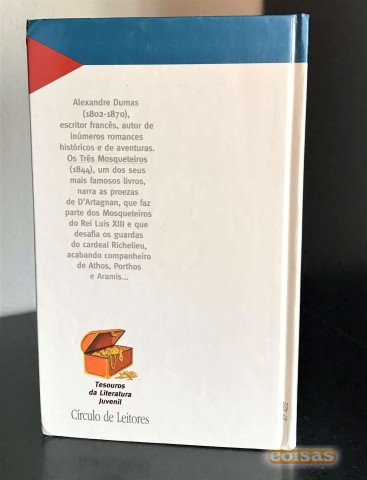 Alexandre Dumas
(1802-1870),
escritor francês, autor de
inúmeros romances
históricos e de aventuras.
Os Três Mosqueteiros
(1844), um dos seus
mais famosos livros,
narra as proezas
de D'Artagnan, que faz
parte dos Mosqueteiros
do Rei Luís XIII e que
desafia os guardas
do cardeal Richelieu,
acabando companheiro
de Athos, Porthos
e Aramis...
Tesouros
da Literatura
Juvenil
Círculo de Leitores
coisas